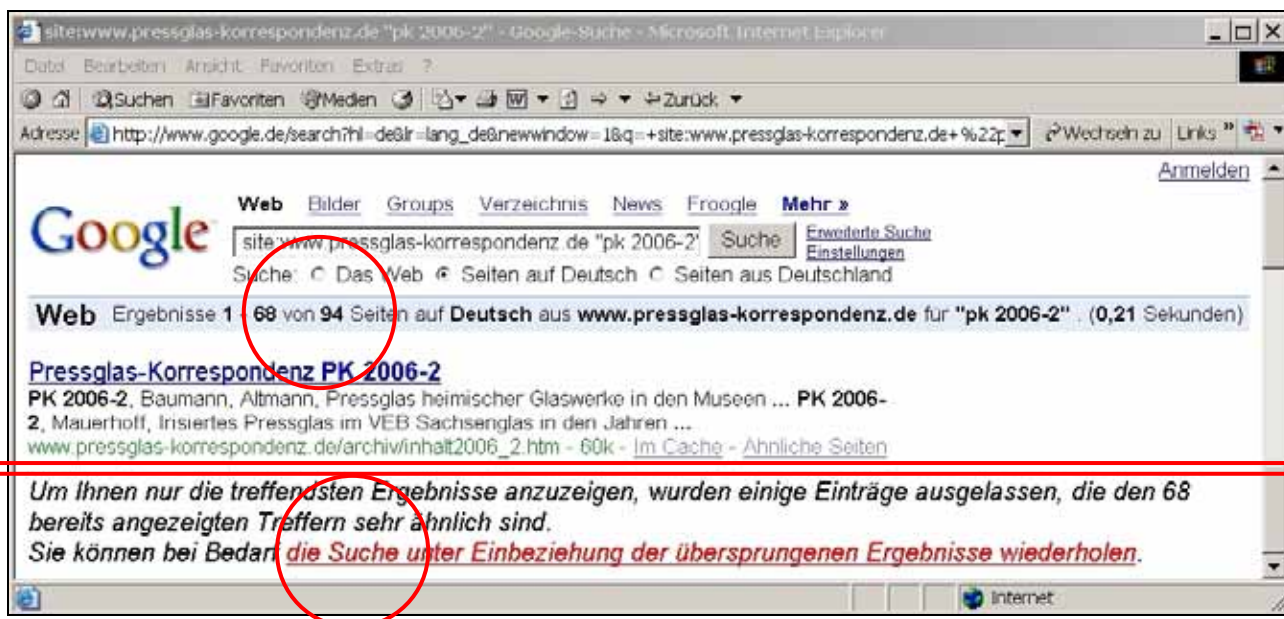 site:www.pressglas-korrespondenz.de "pk 2006-2" - Google-Suche - Microsoft Internet Explorer
Datei Bearbeiten Ansicht Favoriten Extras ?
Suchen Favoriten Medien Zurück
Adresse http://www.google.de/search?hl=de&lr=lang_de&newwindow=1&q=+site:www.pressglas-korrespondenz.de+%22p Wechseln zu Links »
Anmelden
Google
Web Bilder Groups Verzeichnis News Froogle Mehr »
site:www.pressglas-korrespondenz.de "pk 2006-2" Suche Erweiterte Suche
Einstellungen
Suche: Das Web Seiten auf Deutsch Seiten aus Deutschland
Web Ergebnisse 1 - 68 von 94 Seiten auf Deutsch aus www.pressglas-korrespondenz.de für "pk 2006-2" . (0,21 Sekunden)
Pressglas-Korrespondenz PK 2006-2
PK 2006-2, Baumann, Altmann, Pressglas heimischer Glaswerke in den Museen ... PK 2006-
2, Mauerhoff, Irisiertes Pressglas im VEB Sachsenglas in den Jahren ...
www.pressglas-korrespondenz.de/archiv/inhalt2006_2.htm - 60k - Im Cache - Ähnliche Seiten
Um Ihnen nur die treffendsten Ergebnisse anzuzeigen, wurden einige Einträge ausgelassen, die den 68
bereits angezeigten Treffern sehr ähnlich sind.
Sie können bei Bedarf die Suche unter Einbeziehung der übersprungenen Ergebnisse wiederholen.
Internet